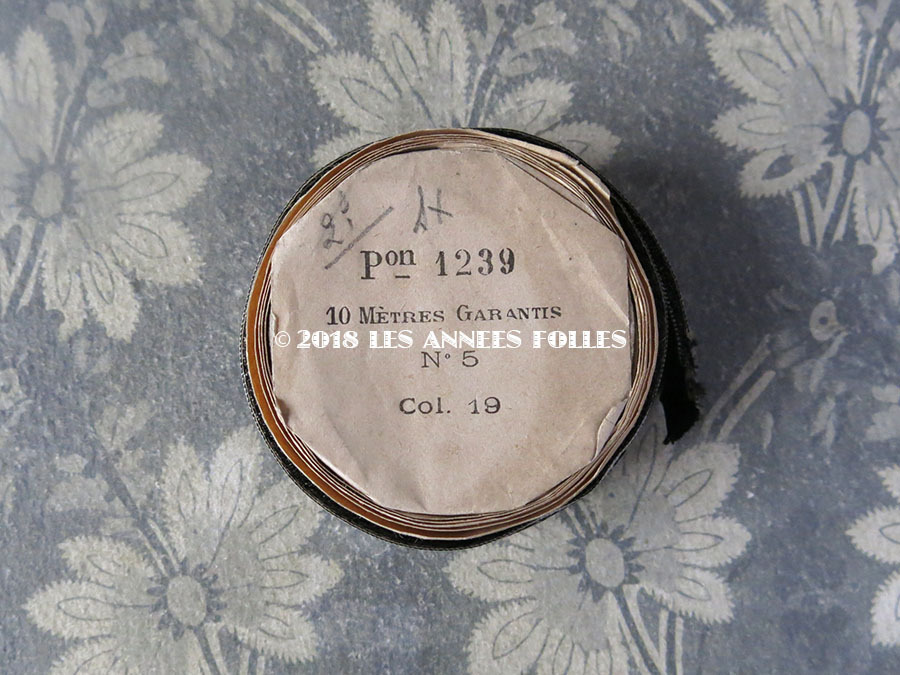 Pon 1239
10 MÈTRES GARANTIS
© 2018 LES ANNEES FOLLES
N° 5
Col. 19